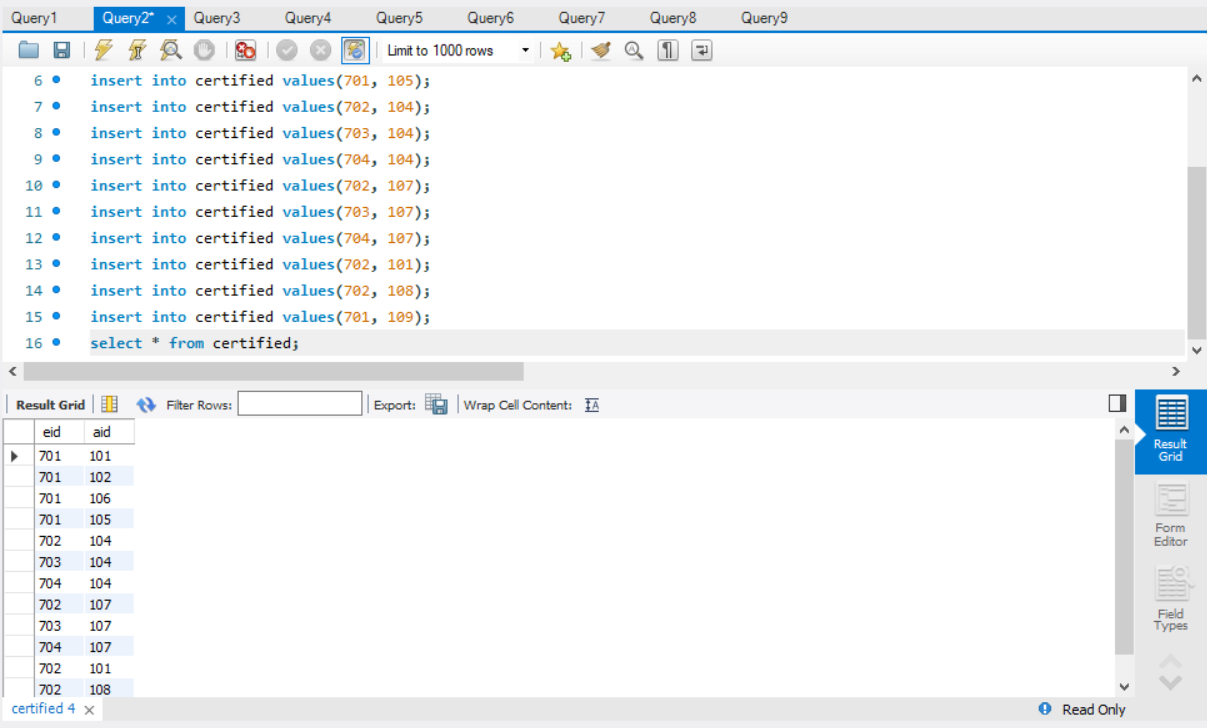 Query1 Query2* × Query3 Query4 Query5 Query6 Query7 Query8 Query9
Limit to 1000 rows
6 insert into certified values(701, 105);
7 insert into certified values(702, 104);
8 insert into certified values(703, 104);
9 insert into certified values(704, 104);
10 insert into certified values(702, 107);
11 insert into certified values(703, 107);
12 insert into certified values(704, 107);
13 insert into certified values(702, 101);
14 insert into certified values(702, 108);
15 insert into certified values(701, 109);
16 select * from certified;
Result Grid Filter Rows: Export: Wrap Cell Content: IA
eid aid
701 101
701 102
701 106
701 105
702 104
703 104
704 104
702 107
703 107
704 107
702 101
702 108
Result
Grid
Form
Editor
Field
Types
certified 4 × Read Only